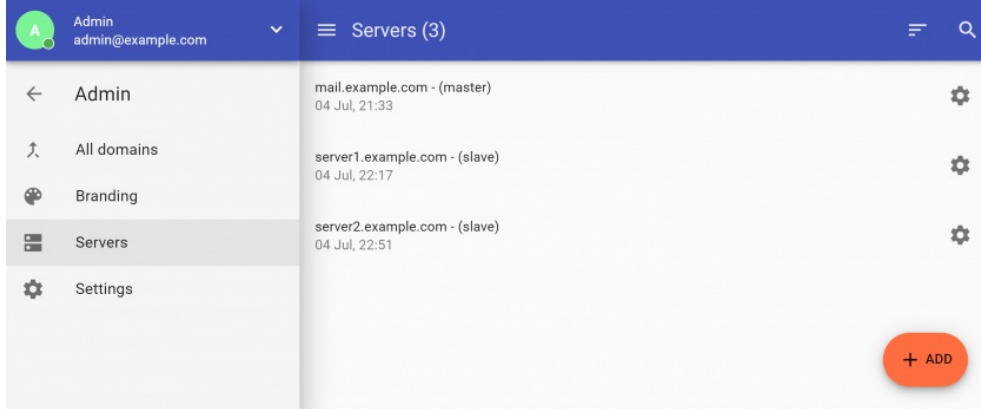 A
Admin
admin@example.com
Servers (3)
Admin
All domains
Branding
Servers
Settings
mail.example.com - (master)
04 Jul, 21:33
server1.example.com - (slave)
04 Jul, 22:17
server2.example.com - (slave)
04 Jul, 22:51
+ ADD